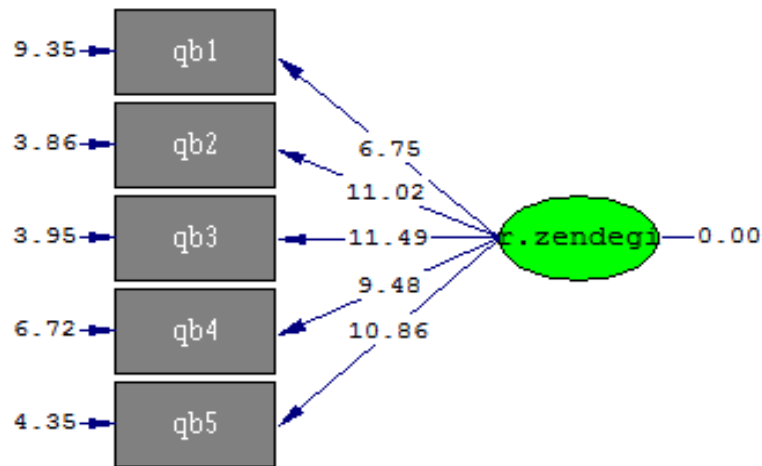 9.35 qb1
6.75
3.86 qb2
11.02
3.95 qb3 11.49 r.zendegi 0.00
9.48
6.72 qb4
10.86
4.35 qb5